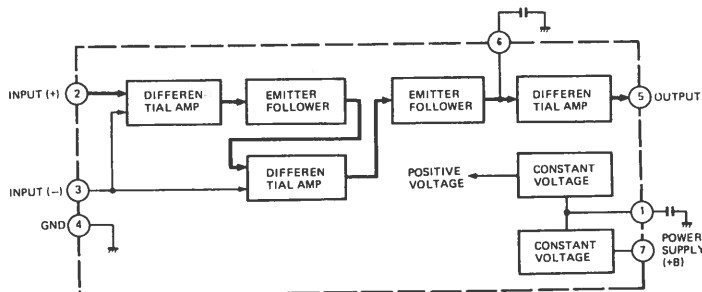 6
INPUT (+)
2
DIFFEREN-
TIAL AMP
EMITTER
FOLLOWER
EMITTER
FOLLOWER
DIFFEREN
TIAL AMP
5
OUTPUT
INPUT (−)
3
DIFFEREN
TIAL AMP
POSITIVE
VOLTAGE
CONSTANT
VOLTAGE
GND
4
1
CONSTANT
VOLTAGE
7
POWER
SUPPLY
(+B)